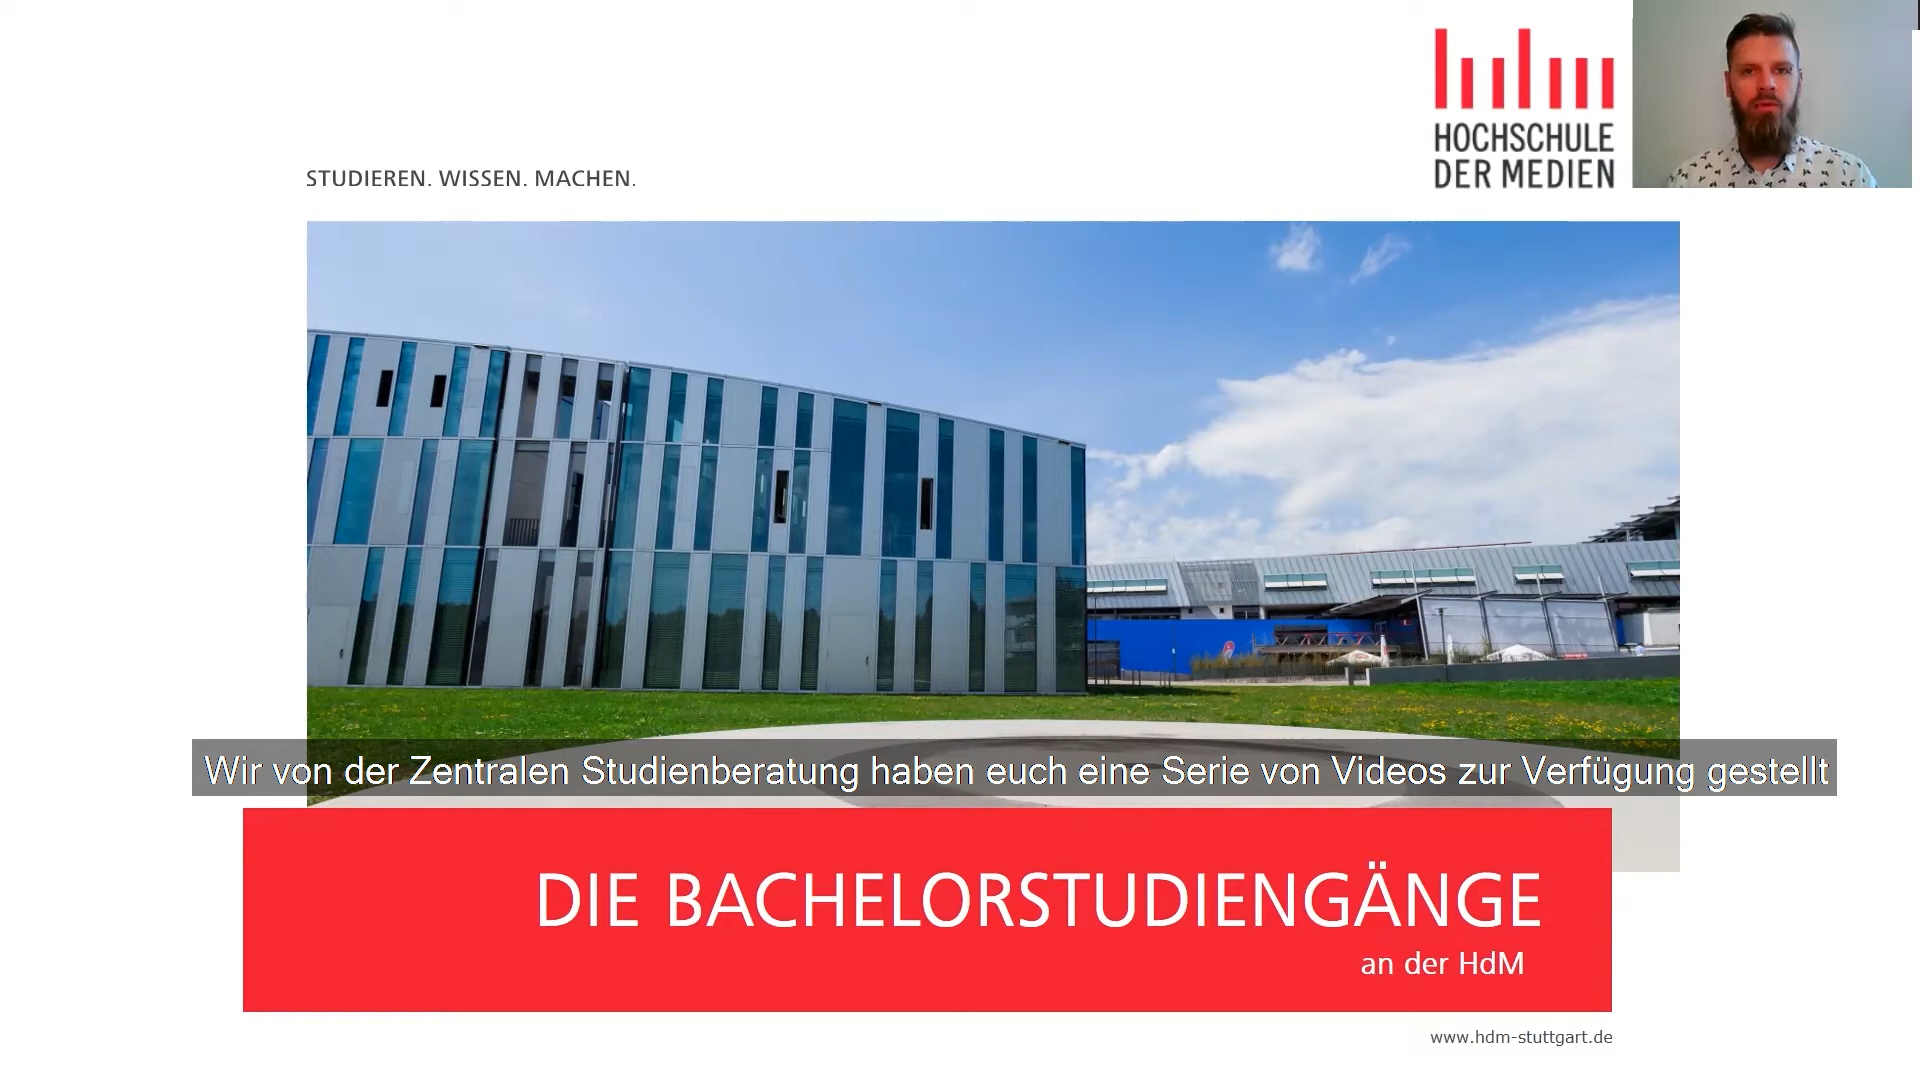 HOCHSCHULE
DER MEDIEN
STUDIEREN. WISSEN. MACHEN.
Wir von der Zentralen Studienberatung haben euch eine Serie von Videos zur Verfügung gestellt
DIE BACHELORSTUDIENGÄNGE
an der HdM
www.hdm-stuttgart.de